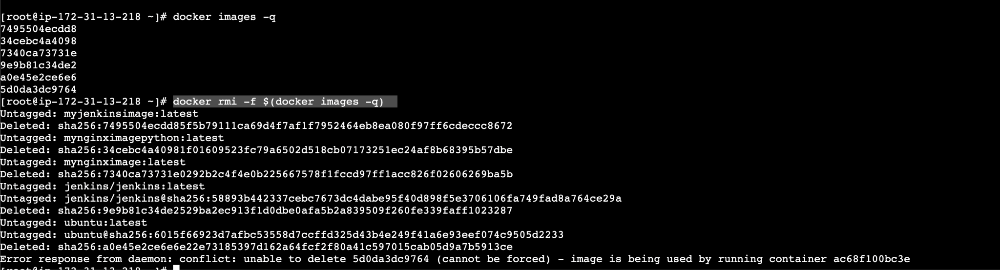 [root@ip-172-31-13-218 ~]# docker images -q
7495504ecdd8
34cebc4a4098
7340ca73731e
9e9b81c34de2
a0e45e2ce6e6
5d0da3dc9764
[root@ip-172-31-13-218 ~]# docker rmi -f $(docker images -q)
Untagged: myjenkinsimage:latest
Deleted: sha256:7495504ecdd85f5b79111ca69d4f7af1f7952464eb8ea080f97ff6cdeccc8672
Untagged: mynginximagepython:latest
Deleted: sha256:34cebc4a40981f01609523fc79a6502d518cb07173251ec24af8b68395b57dbe
Untagged: mynginximage:latest
Deleted: sha256:7340ca73731e0292b2c4f4e0b225667578f1fccd97ff1acc826f02606269ba5b
Untagged: jenkins/jenkins:latest
Untagged: jenkins/jenkins@sha256:58893b442337cebc7673dc4dabe95f40d898f5e3706106fa749fad8a764ce29a
Deleted: sha256:9e9b81c34de2529ba2ec913f1d0dbe0afa5b2a839509f260fe339faff1023287
Untagged: ubuntu:latest
Untagged: ubuntu@sha256:6015f66923d7afbc53558d7ccffd325d43b4e249f41a6e93eef074c9505d2233
Deleted: sha256:a0e45e2ce6e6e22e73185397d162a64fcf2f80a41c597015cab05d9a7b5913ce
Error response from daemon: conflict: unable to delete 5d0da3dc9764 (cannot be forced) - image is being used by running container ac68f100bc3e
[root@ip-172-31-13-218 ~]#